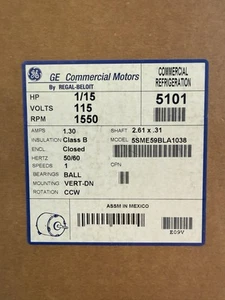 GE Commercial Motors
By REGAL-BELOIT
COMMERCIAL REFRIGERATION
HP 1/15
5101
VOLTS 115
RPM 1550
AMPS 1.30
SHAFT 2.61 x .31
INSULATION Class B
MODEL 5SME59BLA1038
ENCL Closed
HERTZ 50/60
SPEEDS 1
CPN
BEARINGS BALL
MOUNTING VERT-DN
ROTATION CCW
ASSM IN MEXICO
E09V